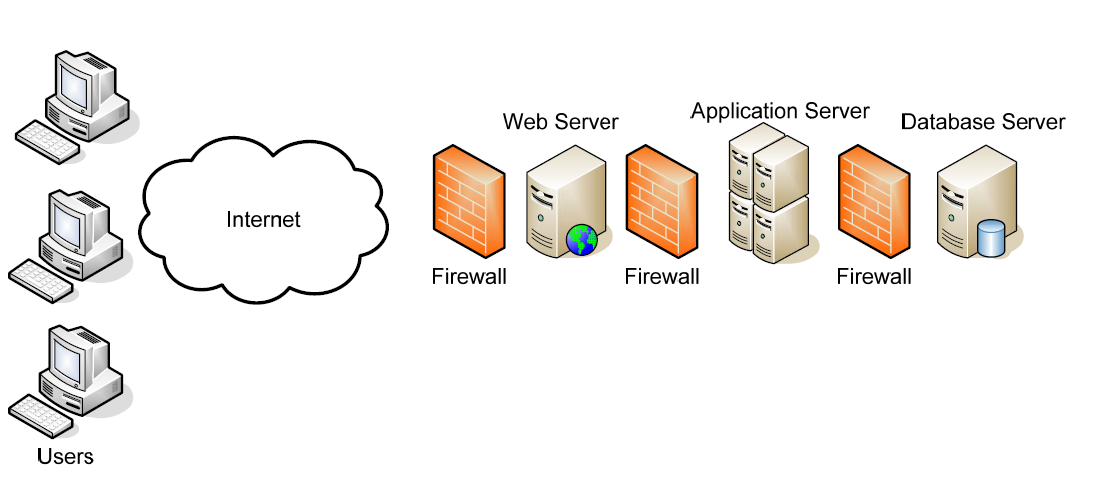 Application Server
Web Server
Database Server
Internet
Firewall
Firewall
Firewall
Users